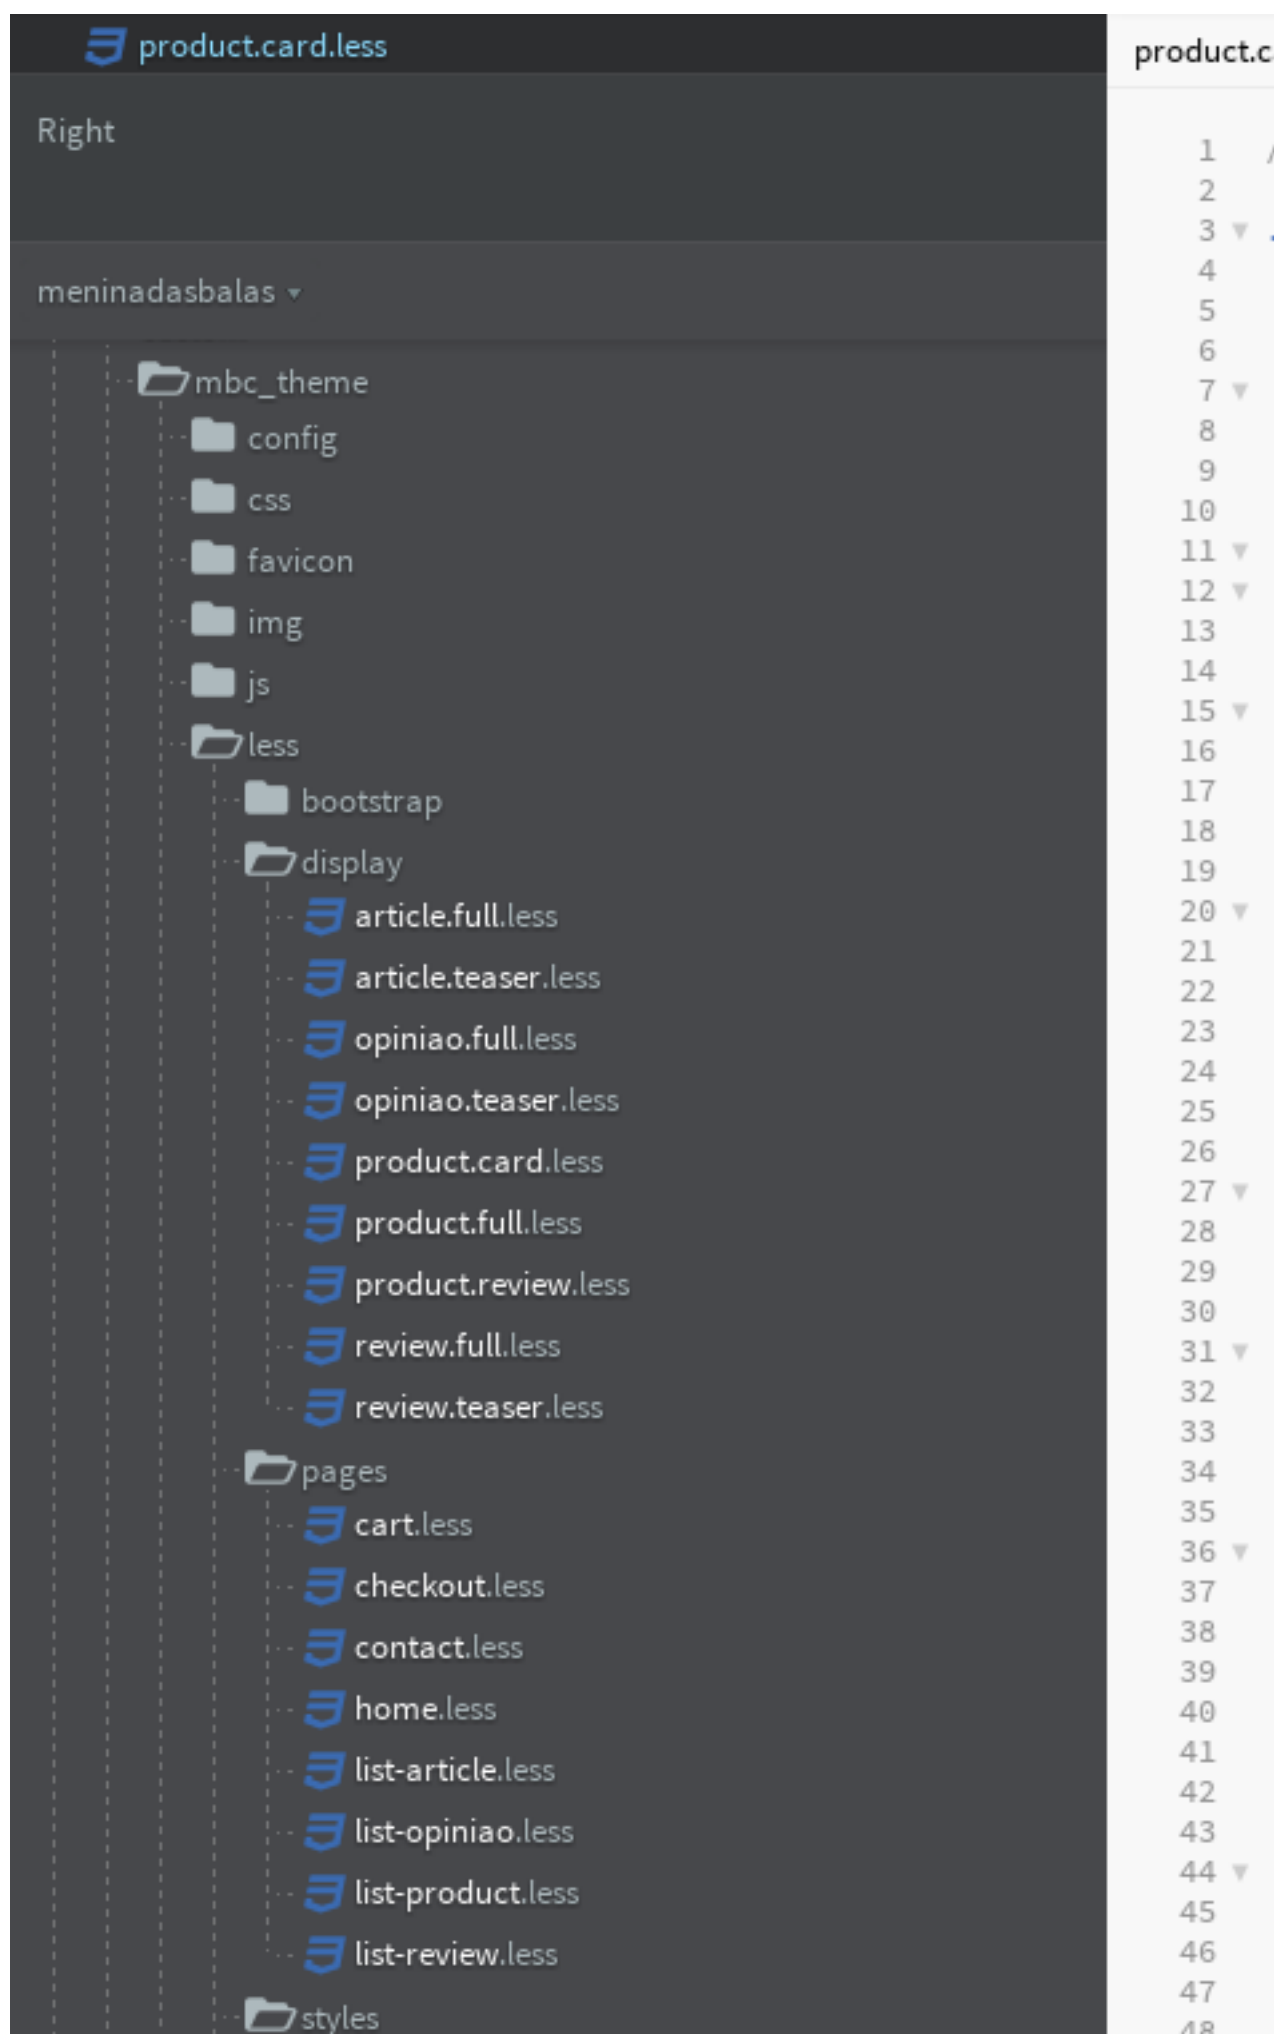 product.card.less
Right
meninadasbalas
mbc_theme
config
css
favicon
img
js
less
bootstrap
display
article.full.less
article.teaser.less
opiniao.full.less
opiniao.teaser.less
product.card.less
product.full.less
product.review.less
review.full.less
review.teaser.less
pages
cart.less
checkout.less
contact.less
home.less
list-article.less
list-opiniao.less
list-product.less
list-review.less
styles
product.c
1 /
2
3 .
4
5
6
7
8
9
10
11
12
13
14
15
16
17
18
19
20
21
22
23
24
25
26
27
28
29
30
31
32
33
34
35
36
37
38
39
40
41
42
43
44
45
46
47
48